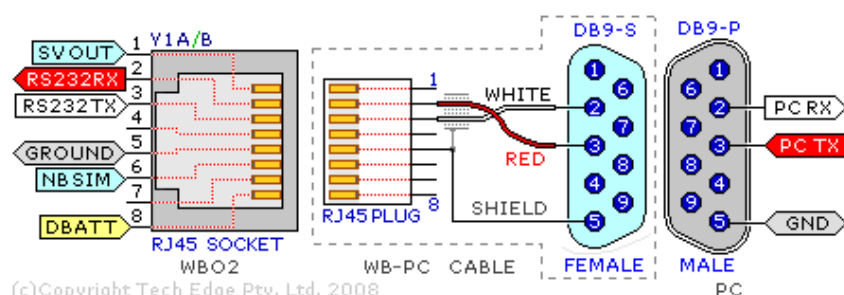 V1A/B
SVOUT 1
RS232RX 2
RS232TX 3
4
GROUND 5
NBSIM 6
7
DBATT 8
RJ45 SOCKET
WBO2
1
8
RJ45 PLUG
WHITE
RED
SHIELD
WB-PC CABLE
DB9-S
1
6
2
7
3
8
4
9
5
FEMALE
DB9-P
1
6
2
7
3
8
4
9
5
MALE
PC
PC RX
PC TX
GND
(c)Copyright Tech Edge Pty. Ltd. 2008